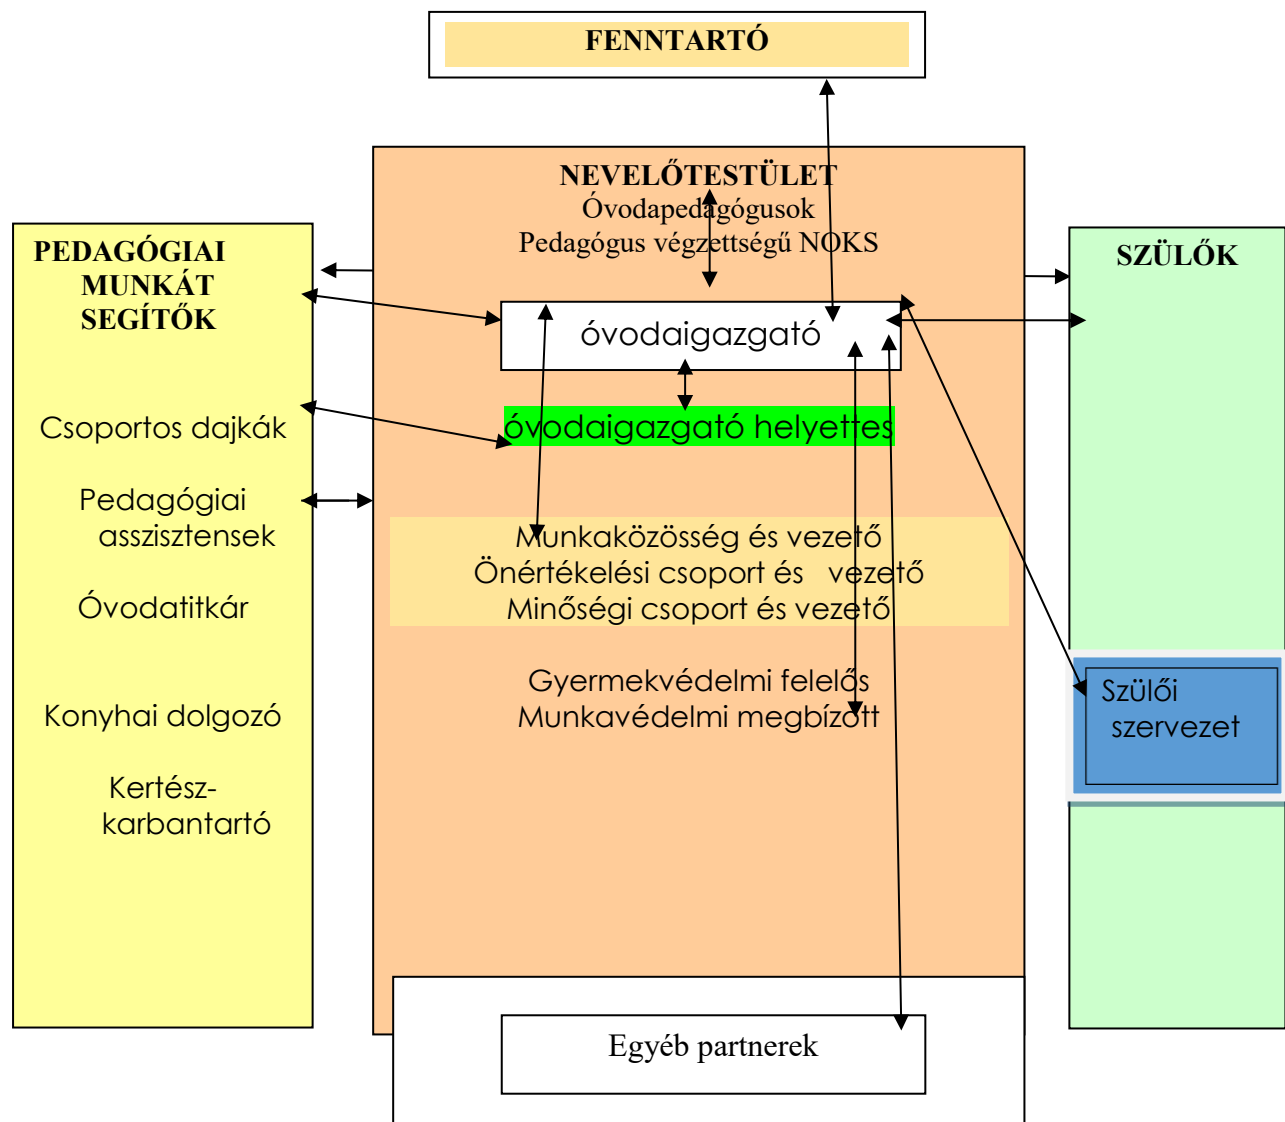 FENNTARTÓ
NEVELŐTESTÜLET
Óvodapedagógusok
Pedagógus végzettségű NOKS
PEDAGÓGIAI
MUNKÁT
SEGÍTŐK
SZÜLŐK
óvodaigazgató
óvodaigazgató helyettes
Csoportos dajkák
Pedagógiai
asszisztensek
Óvodatitkár
Konyhai dolgozó
Kertész-
karbantartó
Munkaközösség és vezető
Önértékelési csoport és vezető
Minőségi csoport és vezető
Gyermekvédelmi felelős
Munkavédelmi megbízott
Szülői
szervezet
Egyéb partnerek